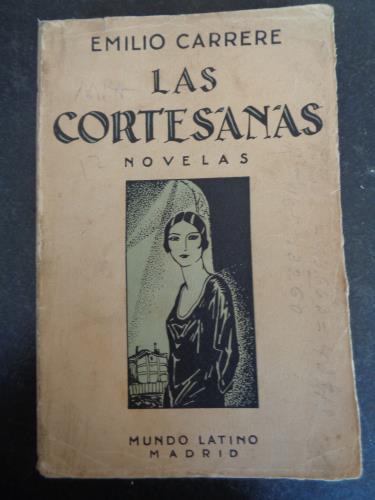 EMILIO CARRERE
LAS
CORTESANAS
NOVELAS
MUNDO LATINO
MADRID